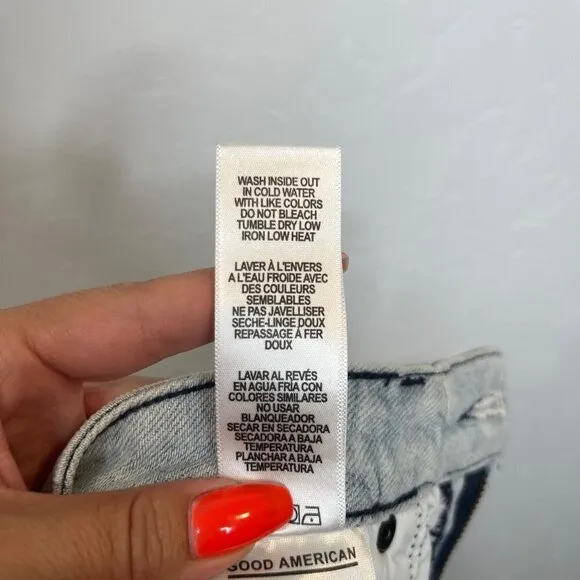 WASH INSIDE OUT
IN COLD WATER
WITH LIKE COLORS
DO NOT BLEACH
TUMBLE DRY LOW
IRON LOW HEAT
LAVER À L'ENVERS
A L'EAU FROIDE AVEC
DES COULEURS
SEMBLABLES
NE PAS JAVELLISER
SECHE-LINGE DOUX
REPASSAGE À FER
DOUX
LAVAR AL REVÉS
EN AGUA FRIA CON
COLORES SIMILARES
NO USAR
BLANQUEADOR
SECAR EN SECADORA
SECADORA A BAJA
TEMPERATURA
PLANCHAR A BAJA
TEMPERATURA
GOOD AMERICAN